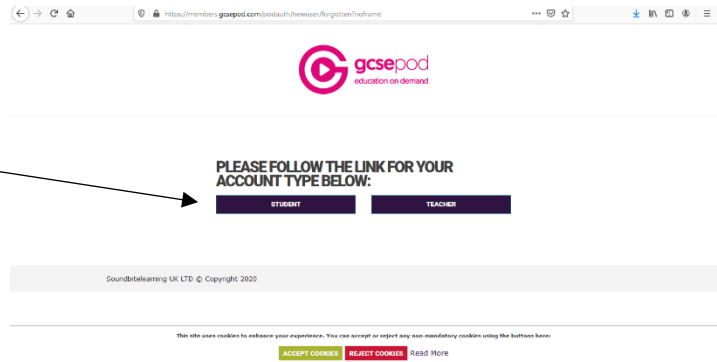 https://members.gcsepod.com/podauth/newuser/forgotten?noframe
gcsepod
education on demand
PLEASE FOLLOW THE LINK FOR YOUR
ACCOUNT TYPE BELOW:
STUDENT TEACHER
Soundbitelearning UK LTD © Copyright 2020
This site uses cookies to enhance your experience. You can accept or reject any non-mandatory cookies using the buttons here:
ACCEPT COOKIES REJECT COOKIES Read More